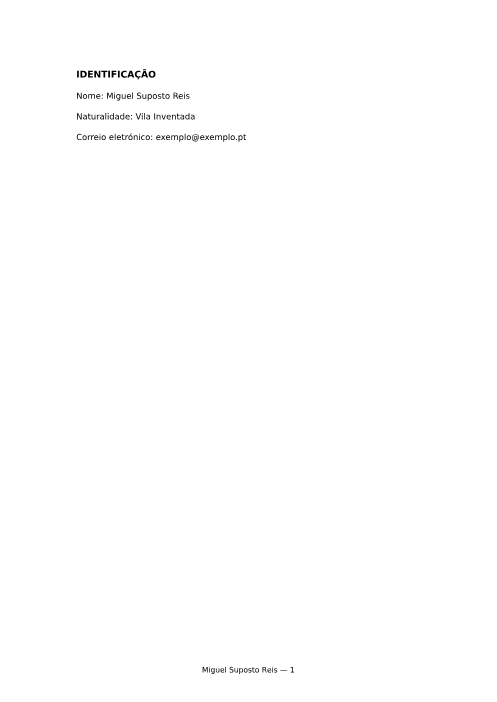 IDENTIFICAÇÃO
Nome: Miguel Suposto Reis
Naturalidade: Vila Inventada
Correio eletrónico: exemplo@exemplo.pt
Miguel Suposto Reis — 1